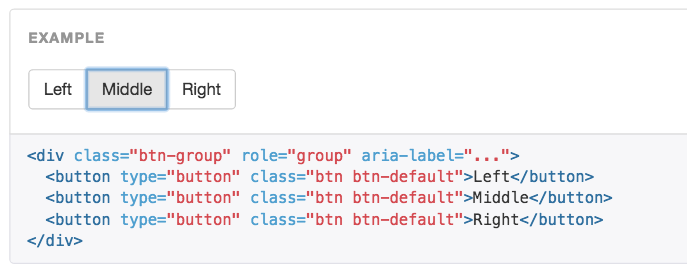 EXAMPLE
Left Middle Right
<div class="btn-group" role="group" aria-label="...">
  <button type="button" class="btn btn-default">Left</button>
  <button type="button" class="btn btn-default">Middle</button>
  <button type="button" class="btn btn-default">Right</button>
</div>